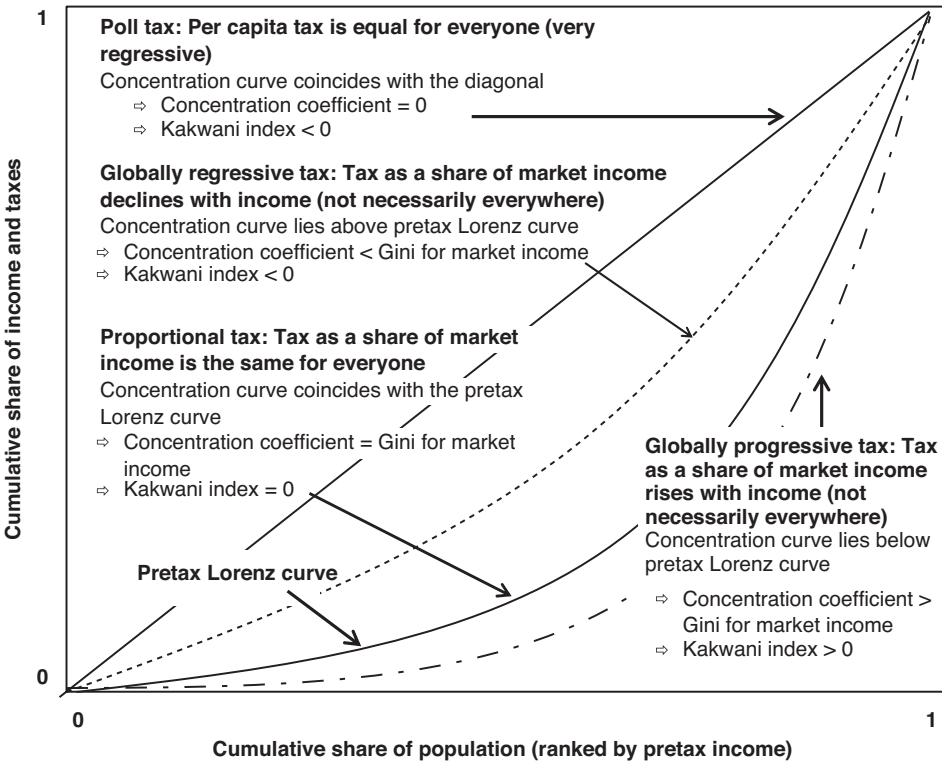 1
Poll tax: Per capita tax is equal for everyone (very
regressive)
Concentration curve coincides with the diagonal
⇨ Concentration coefficient = 0
⇨ Kakwani index < 0
Globally regressive tax: Tax as a share of market income
declines with income (not necessarily everywhere)
Concentration curve lies above pretax Lorenz curve
⇨ Concentration coefficient < Gini for market income
⇨ Kakwani index < 0
Proportional tax: Tax as a share of market
income is the same for everyone
Concentration curve coincides with the pretax
Lorenz curve
⇨ Concentration coefficient = Gini for market
income
⇨ Kakwani index = 0
Pretax Lorenz curve
Globally progressive tax: Tax
as a share of market income
rises with income (not
necessarily everywhere)
Concentration curve lies below
pretax Lorenz curve
⇨ Concentration coefficient >
Gini for market income
⇨ Kakwani index > 0
Cumulative share of income and taxes
0
0
1
Cumulative share of population (ranked by pretax income)